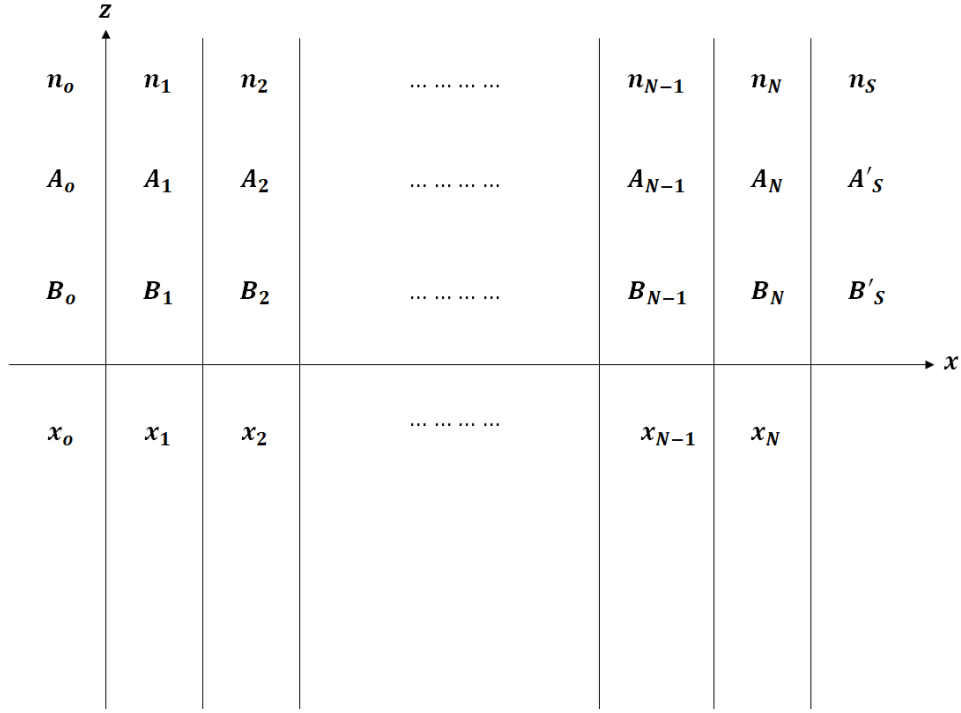 z
n_o n_1 n_2 ... ... ... ... n_{N-1} n_N n_S
A_o A_1 A_2 ... ... ... ... A_{N-1} A_N A'_S
B_o B_1 B_2 ... ... ... ... B_{N-1} B_N B'_S
x
x_o x_1 x_2 ... ... ... ... x_{N-1} x_N